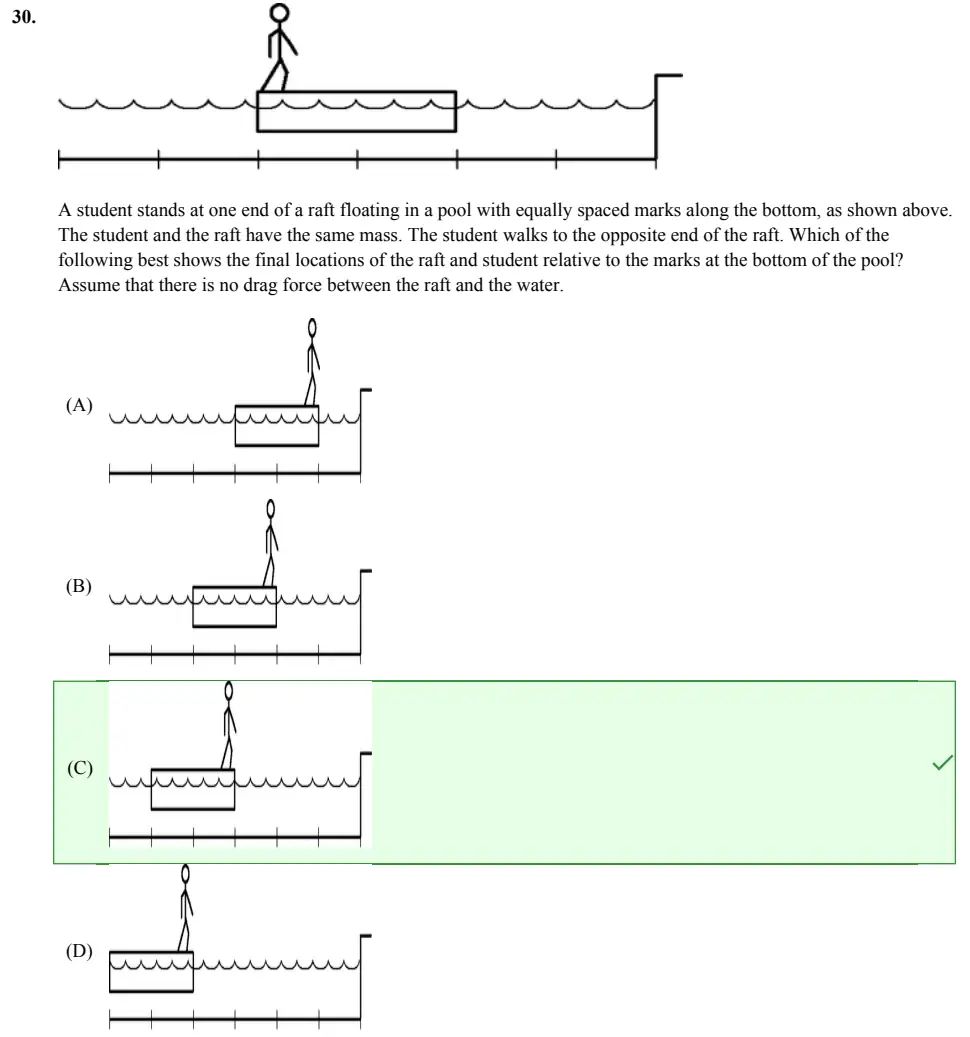 30.
A student stands at one end of a raft floating in a pool with equally spaced marks along the bottom, as shown above.
The student and the raft have the same mass. The student walks to the opposite end of the raft. Which of the
following best shows the final locations of the raft and student relative to the marks at the bottom of the pool?
Assume that there is no drag force between the raft and the water.
(A)
(B)
(C)
(D)